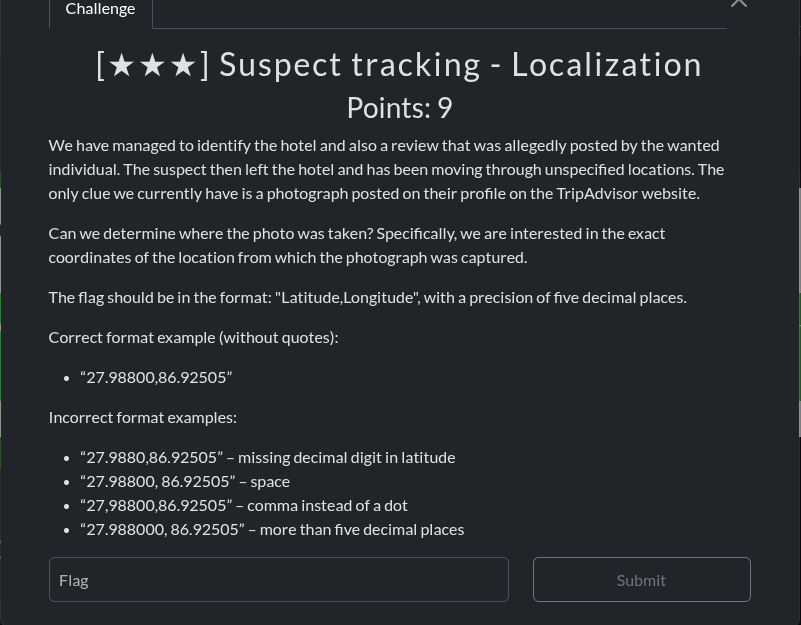 Challenge
[★★★] Suspect tracking - Localization
Points: 9
We have managed to identify the hotel and also a review that was allegedly posted by the wanted
individual. The suspect then left the hotel and has been moving through unspecified locations. The
only clue we currently have is a photograph posted on their profile on the TripAdvisor website.
Can we determine where the photo was taken? Specifically, we are interested in the exact
coordinates of the location from which the photograph was captured.
The flag should be in the format: "Latitude,Longitude", with a precision of five decimal places.
Correct format example (without quotes):
• “27.98800,86.92505”
Incorrect format examples:
• “27.9880,86.92505” – missing decimal digit in latitude
• “27.98800, 86.92505” – space
• “27,98800,86.92505” – comma instead of a dot
• “27.988000, 86.92505” – more than five decimal places
Flag
Submit